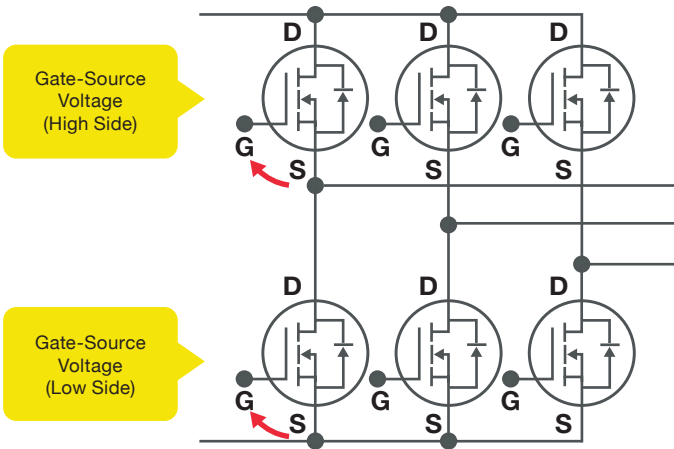 D D D
Gate-Source
Voltage
(High Side)
G G G
S S S
D D D
Gate-Source
Voltage
(Low Side)
G G G
S S S